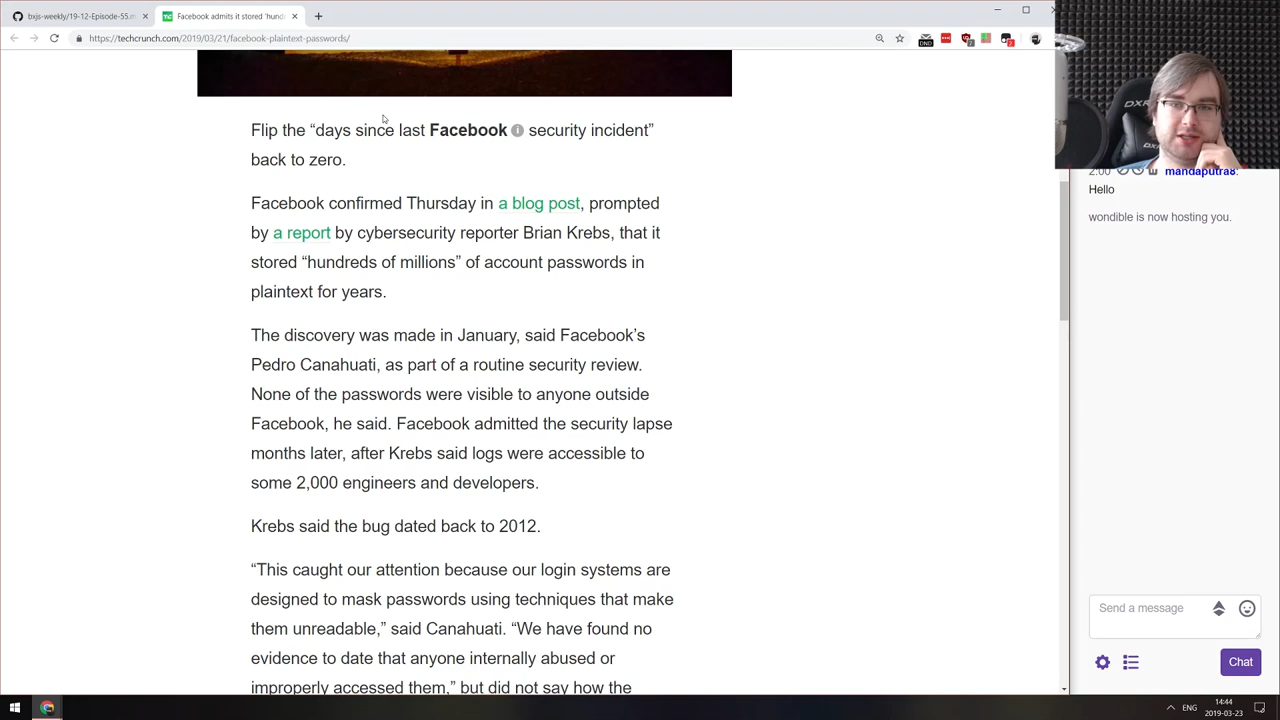 bxjs-weekly/19-12-Episode-55.m
Facebook admits it stored 'hund
https://techcrunch.com/2019/03/21/facebook-plaintext-passwords/
DND
7
2
DXR
DXR
Flip the “days since last Facebook security incident”
back to zero.
Facebook confirmed Thursday in a blog post, prompted
by a report by cybersecurity reporter Brian Krebs, that it
stored “hundreds of millions” of account passwords in
plaintext for years.
The discovery was made in January, said Facebook’s
Pedro Canahuati, as part of a routine security review.
None of the passwords were visible to anyone outside
Facebook, he said. Facebook admitted the security lapse
months later, after Krebs said logs were accessible to
some 2,000 engineers and developers.
Krebs said the bug dated back to 2012.
“This caught our attention because our login systems are
designed to mask passwords using techniques that make
them unreadable,” said Canahuati. “We have found no
evidence to date that anyone internally abused or
improperly accessed them,” but did not say how the
2:00 mandaputra8:
Hello
wondible is now hosting you.
Send a message
Chat
ENG
14:44
2019-03-23